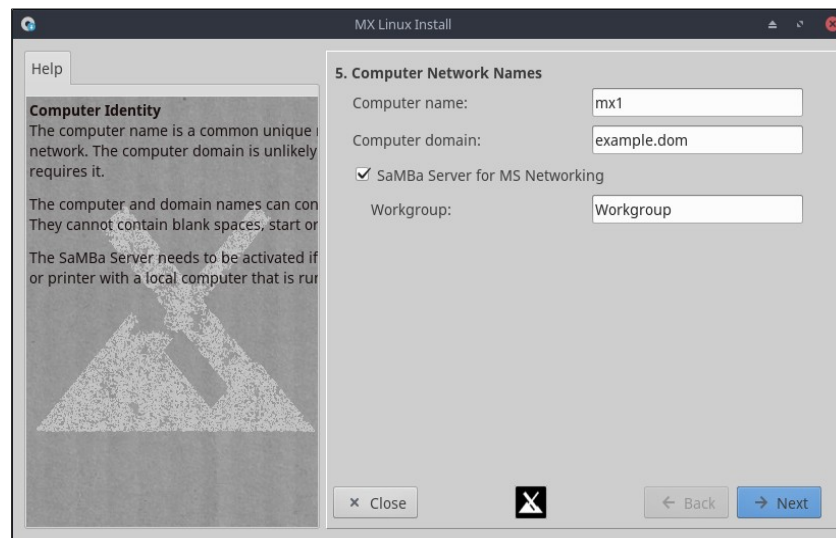 MX Linux Install
Help
Computer Identity
The computer name is a common unique
network. The computer domain is unlikely
requires it.
The computer and domain names can con
They cannot contain blank spaces, start or
The SaMBa Server needs to be activated if
or printer with a local computer that is rur
5. Computer Network Names
Computer name: mx1
Computer domain: example.dom
SaMBa Server for MS Networking
Workgroup: Workgroup
Close
Back
Next